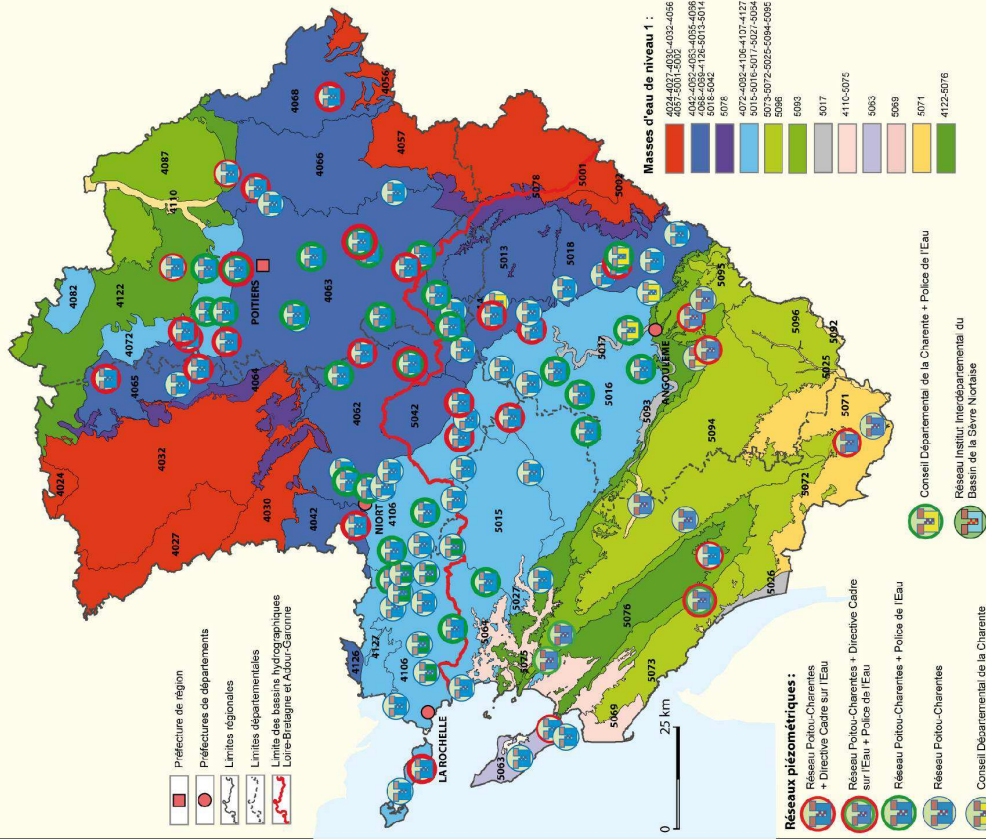 Préfecture de région
Préfectures de départements
Limites régionales
Limites départementales
Limite des bassins hydrographiques
Loire-Bretagne et Adour-Garonne
4024
4027
4032
4030
4042
4126
4127
4106
4106
NIORT
LA ROCHELLE
4065
4064
4072
4082
4122
4110
4087
POITIERS
4063
4062
4066
4068
4056
4057
5001
5002
5078
5013
5018
5042
5015
5016
5017
ANGOULEME
5093
5094
5095
5096
5092
5025
5071
5072
5026
5073
5076
5075
5064
5027
5069
5063
0
25 km
Masses d'eau de niveau 1 :
4024-4027-4030-4032-4056
4057-5001-5002
4042-4062-4063-4065-4066
4068-4069-4126-5013-5014
5018-5042
5078
4072-4082-4106-4107-4127
5015-5016-5017-5027-5064
5073-5072-5025-5094-5095
5096
5093
5017
4110-5075
5063
5069
5071
4122-5076
Réseaux piézométriques :
Réseau Poitou-Charentes
+ Directive Cadre sur l'Eau
Réseau Poitou-Charentes + Directive Cadre
sur l'Eau + Police de l'Eau
Réseau Poitou-Charentes + Police de l'Eau
Réseau Poitou-Charentes
Conseil Départemental de la Charente
Conseil Départemental de la Charente + Police de l'Eau
Réseau Institut Interdépartemental du
Bassin de la Sèvre Niortaise